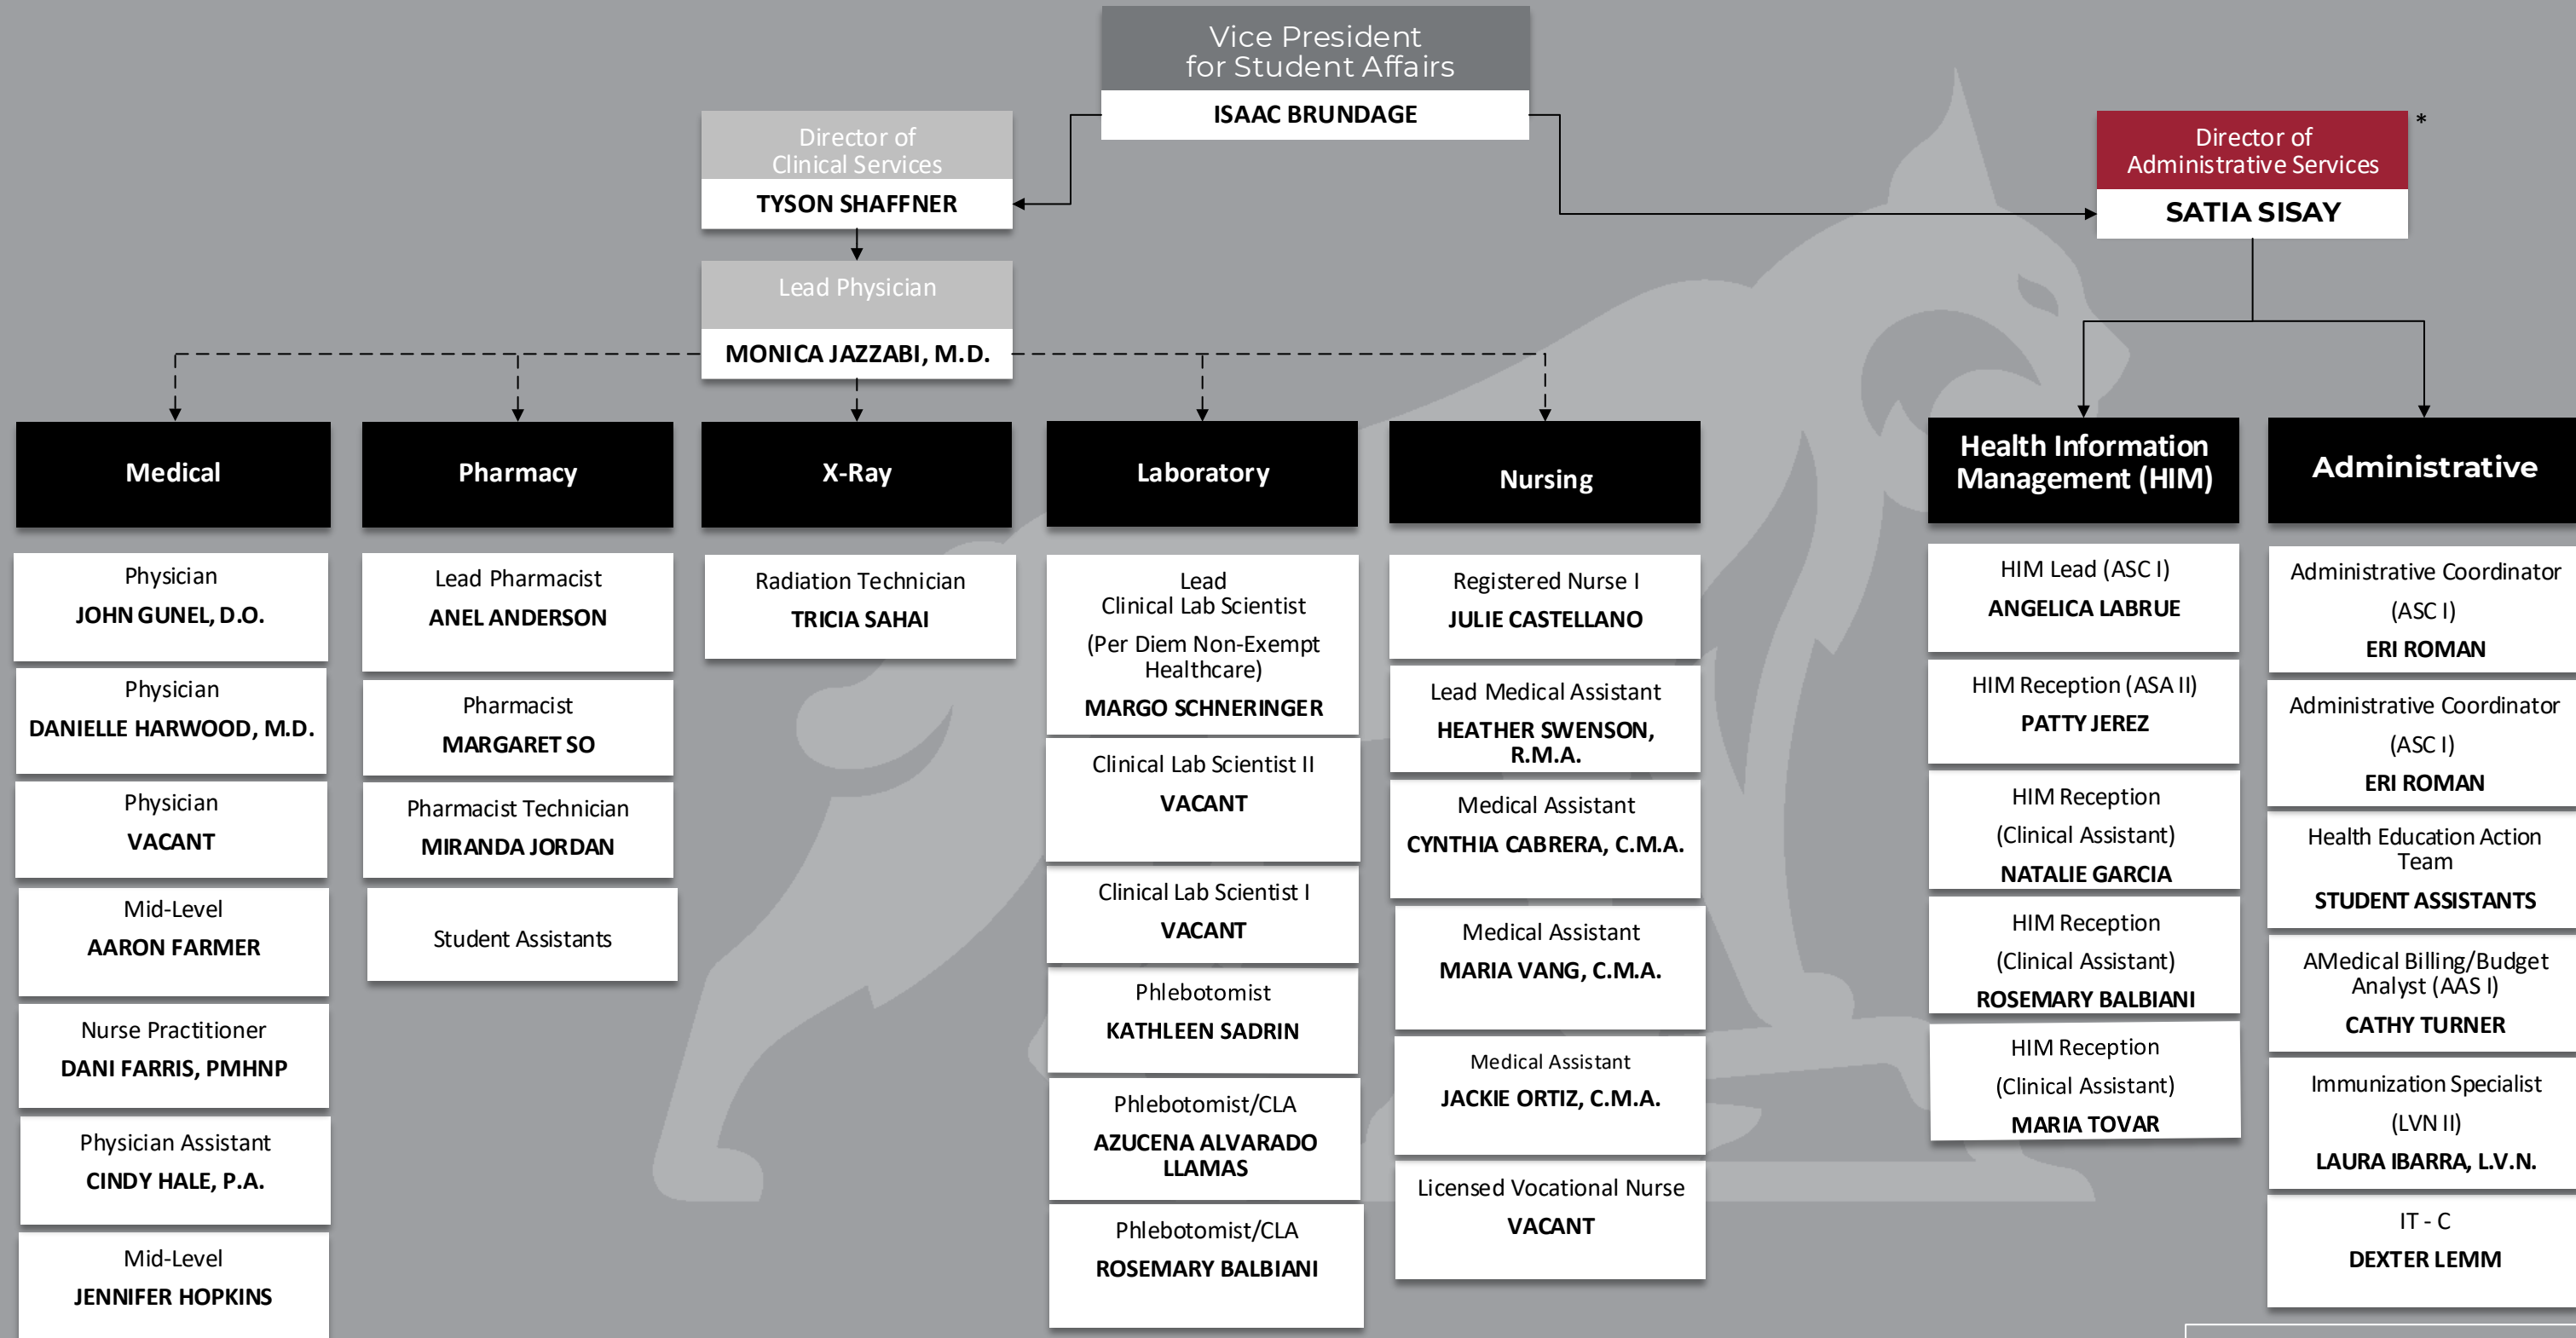 Vice President
for Student Affairs
ISAAC BRUNDAGE
Director of
Clinical Services
TYSON SHAFFNER
*
Director of
Administrative Services
SATIA SISAY
Lead Physician
MONICA JAZZABI, M.D.
Medical
Physician
JOHN GUNEL, D.O.
Physician
DANIELLE HARWOOD, M.D.
Physician
VACANT
Mid-Level
AARON FARMER
Nurse Practitioner
DANI FARRIS, PMHNP
Physician Assistant
CINDY HALE, P.A.
Mid-Level
JENNIFER HOPKINS
Pharmacy
Lead Pharmacist
ANEL ANDERSON
Pharmacist
MARGARET SO
Pharmacist Technician
MIRANDA JORDAN
Student Assistants
X-Ray
Radiation Technician
TRICIA SAHAI
Laboratory
Lead
Clinical Lab Scientist
(Per Diem Non-Exempt
Healthcare)
MARGO SCHNERINGER
Clinical Lab Scientist II
VACANT
Clinical Lab Scientist I
VACANT
Phlebotomist
KATHLEEN SADRIN
Phlebotomist/CLA
AZUCENA ALVARADO
LLAMAS
Phlebotomist/CLA
ROSEMARY BALBIANI
Nursing
Registered Nurse I
JULIE CASTELLANO
Lead Medical Assistant
HEATHER SWENSON,
R.M.A.
Medical Assistant
CYNTHIA CABRERA, C.M.A.
Medical Assistant
MARIA VANG, C.M.A.
Medical Assistant
JACKIE ORTIZ, C.M.A.
Licensed Vocational Nurse
VACANT
Health Information
Management (HIM)
HIM Lead (ASC I)
ANGELICA LABRUE
HIM Reception (ASA II)
PATTY JEREZ
HIM Reception
(Clinical Assistant)
NATALIE GARCIA
HIM Reception
(Clinical Assistant)
ROSEMARY BALBIANI
HIM Reception
(Clinical Assistant)
MARIA TOVAR
Administrative
Administrative Coordinator
(ASC I)
ERI ROMAN
Administrative Coordinator
(ASC I)
ERI ROMAN
Health Education Action
Team
STUDENT ASSISTANTS
AMedical Billing/Budget
Analyst (AAS I)
CATHY TURNER
Immunization Specialist
(LVN II)
LAURA IBARRA, L.V.N.
IT - C
DEXTER LEMM